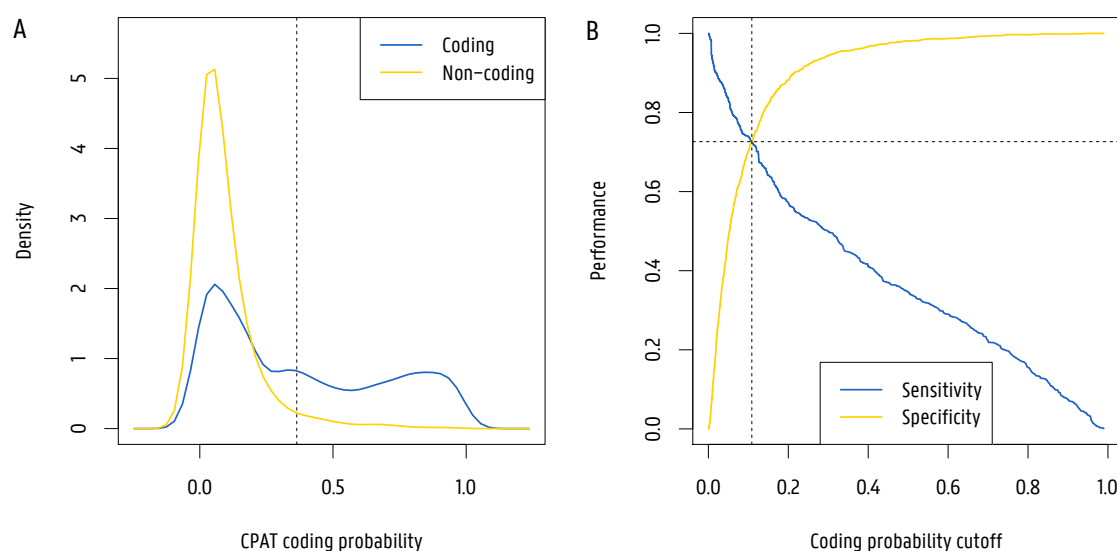 A
Coding
Non-coding
5
4
3
2
1
0
Density
0.0 0.5 1.0
CPAT coding probability
B
1.0
0.8
0.6
0.4
0.2
0.0
Performance
Sensitivity
Specificity
0.0 0.2 0.4 0.6 0.8 1.0
Coding probability cutoff